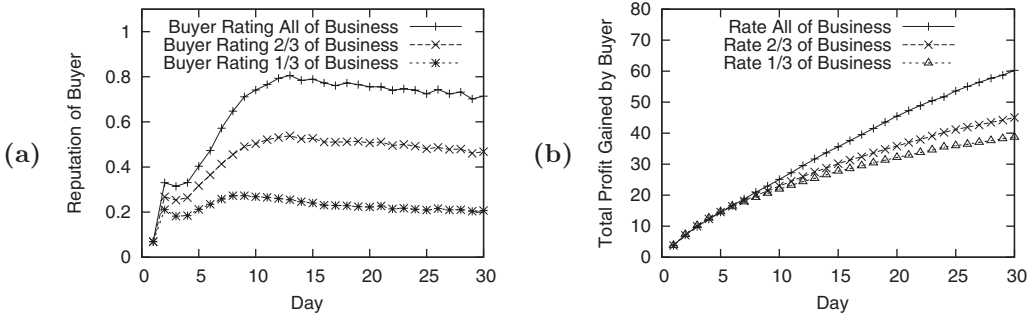 (a)
Reputation of Buyer
1
0.8
0.6
0.4
0.2
0
Buyer Rating All of Business
Buyer Rating 2/3 of Business
Buyer Rating 1/3 of Business
0 5 10 15 20 25 30
Day
(b)
Total Profit Gained by Buyer
80
70
60
50
40
30
20
10
0
Rate All of Business
Rate 2/3 of Business
Rate 1/3 of Business
0 5 10 15 20 25 30
Day